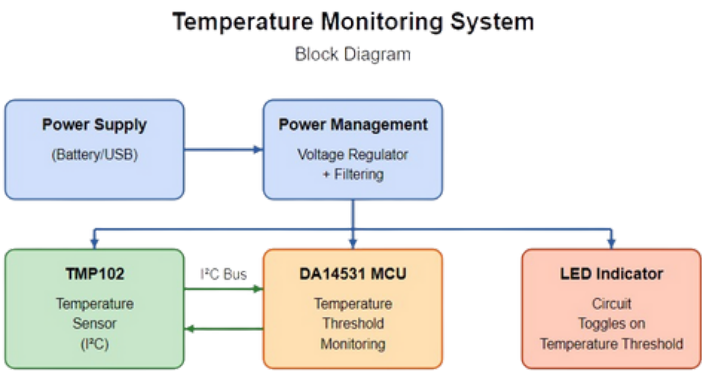 Temperature Monitoring System
Block Diagram
Power Supply
(Battery/USB)
Power Management
Voltage Regulator
+ Filtering
TMP102
Temperature
Sensor
(I²C)
I²C Bus
DA14531 MCU
Temperature
Threshold
Monitoring
LED Indicator
Circuit
Toggles on
Temperature Threshold